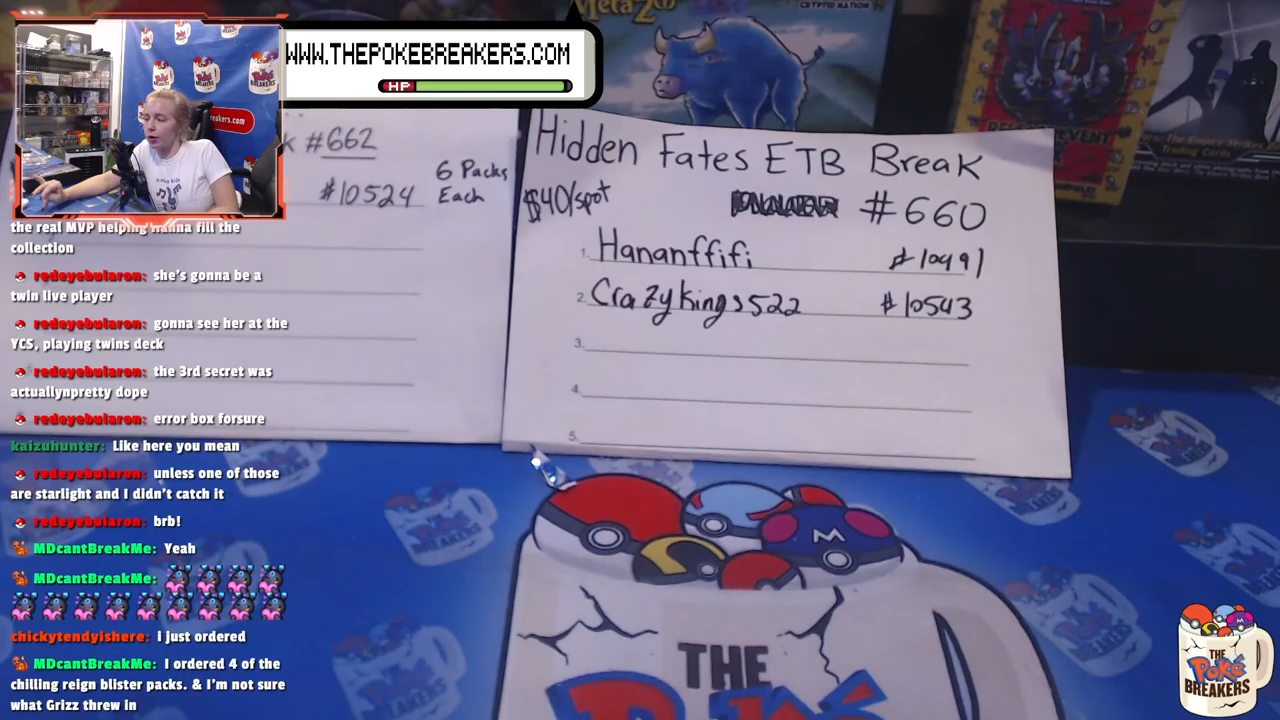 WWW.THEPOKEBREAKERS.COM
HP
CRYPTID NATION
#662
#10524
6 Packs
Each
Hidden Fates ETB Break
$40/spot
#660
1. Hananffifi #10491
2. Crazykings522 #10543
3.
4.
5.
the real MVP helping Hanna fill the
collection
redeyebularon: she's gonna be a
twin live player
redeyebularon: gonna see her at the
YCS, playing twins deck
redeyebularon: the 3rd secret was
actuallynpretty dope
redeyebularon: error box forsure
kaizuhunter: Like here you mean
redeyebularon: unless one of those
are starlight and I didn't catch it
redeyebularon: brb!
MDcantBreakMe: Yeah
MDcantBreakMe:
chickytendyishere: i just ordered
MDcantBreakMe: I ordered 4 of the
chilling reign blister packs. & I'm not sure
what Grizz threw in
M
THE
THE
POKÉ
BREAKERS